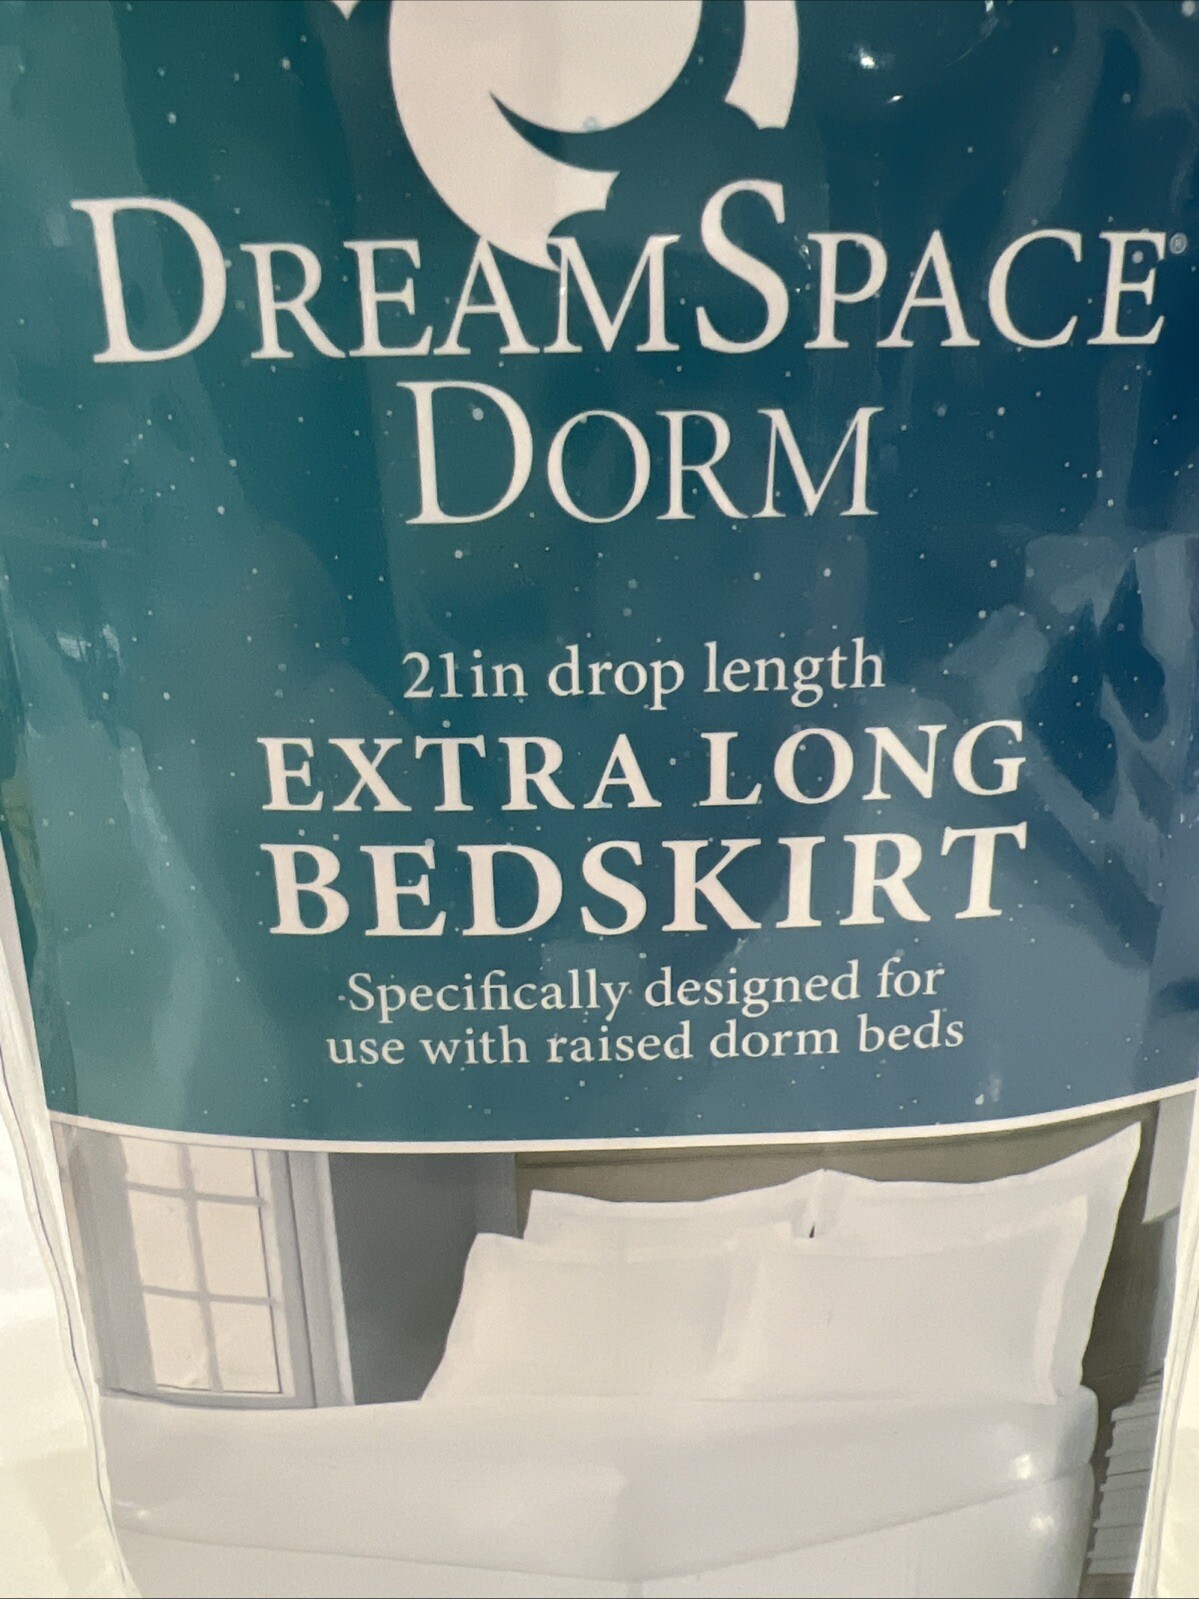 DREAMSPACE®
DORM
21in drop length
EXTRA LONG
BEDSKIRT
Specifically designed for
use with raised dorm beds